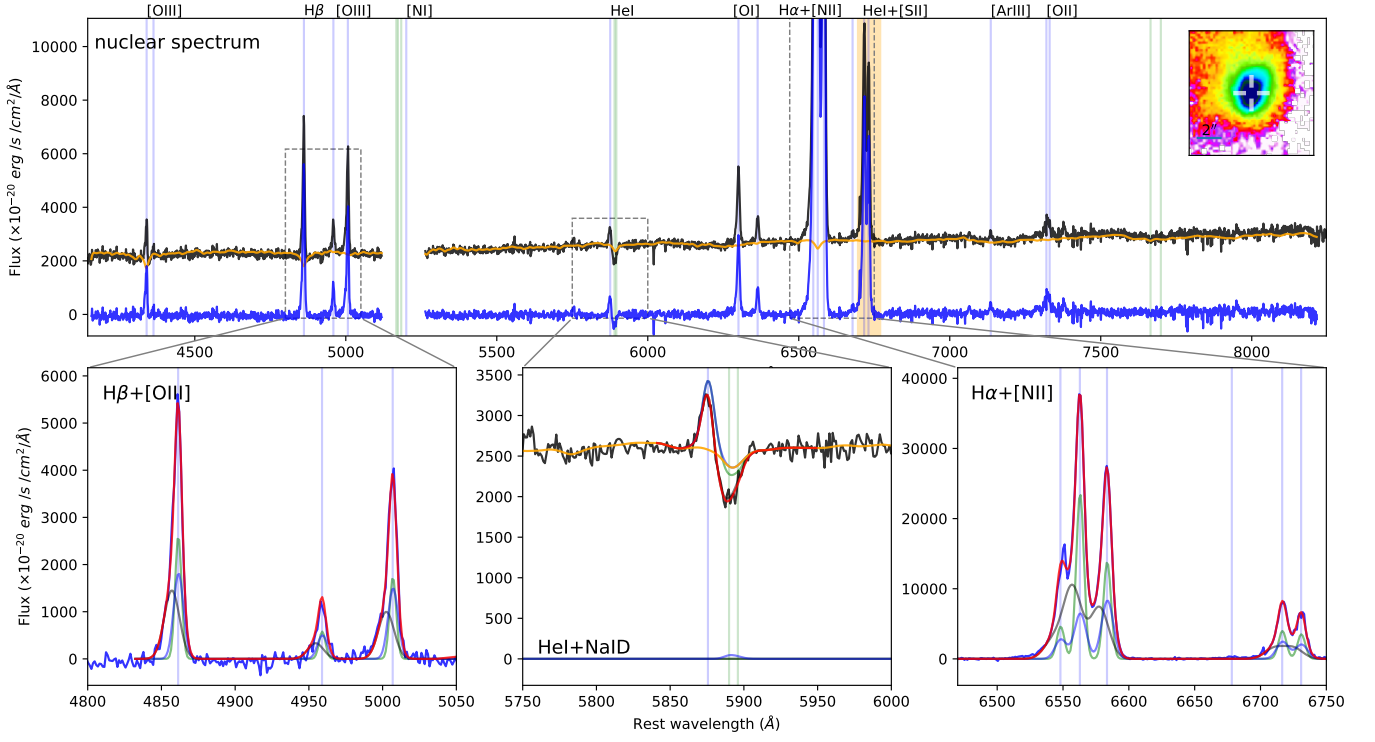 [OIII] Hβ [OIII] [NI] HeI [OI] Hα+[NII] HeI+[SII] [ArIII] [OII]
nuclear spectrum
2"
Flux (×10⁻²⁰ erg /s /cm²/Å)
10000
8000
6000
4000
2000
0
4500 5000 5500 6000 6500 7000 7500 8000
Hβ+[OIII]
Flux (×10⁻²⁰ erg /s /cm²/Å)
6000
5000
4000
3000
2000
1000
0
4800 4850 4900 4950 5000 5050
HeI+NaID
3500
3000
2500
2000
1500
1000
500
0
5750 5800 5850 5900 5950 6000
Rest wavelength (Å)
Hα+[NII]
40000
30000
20000
10000
0
6500 6550 6600 6650 6700 6750